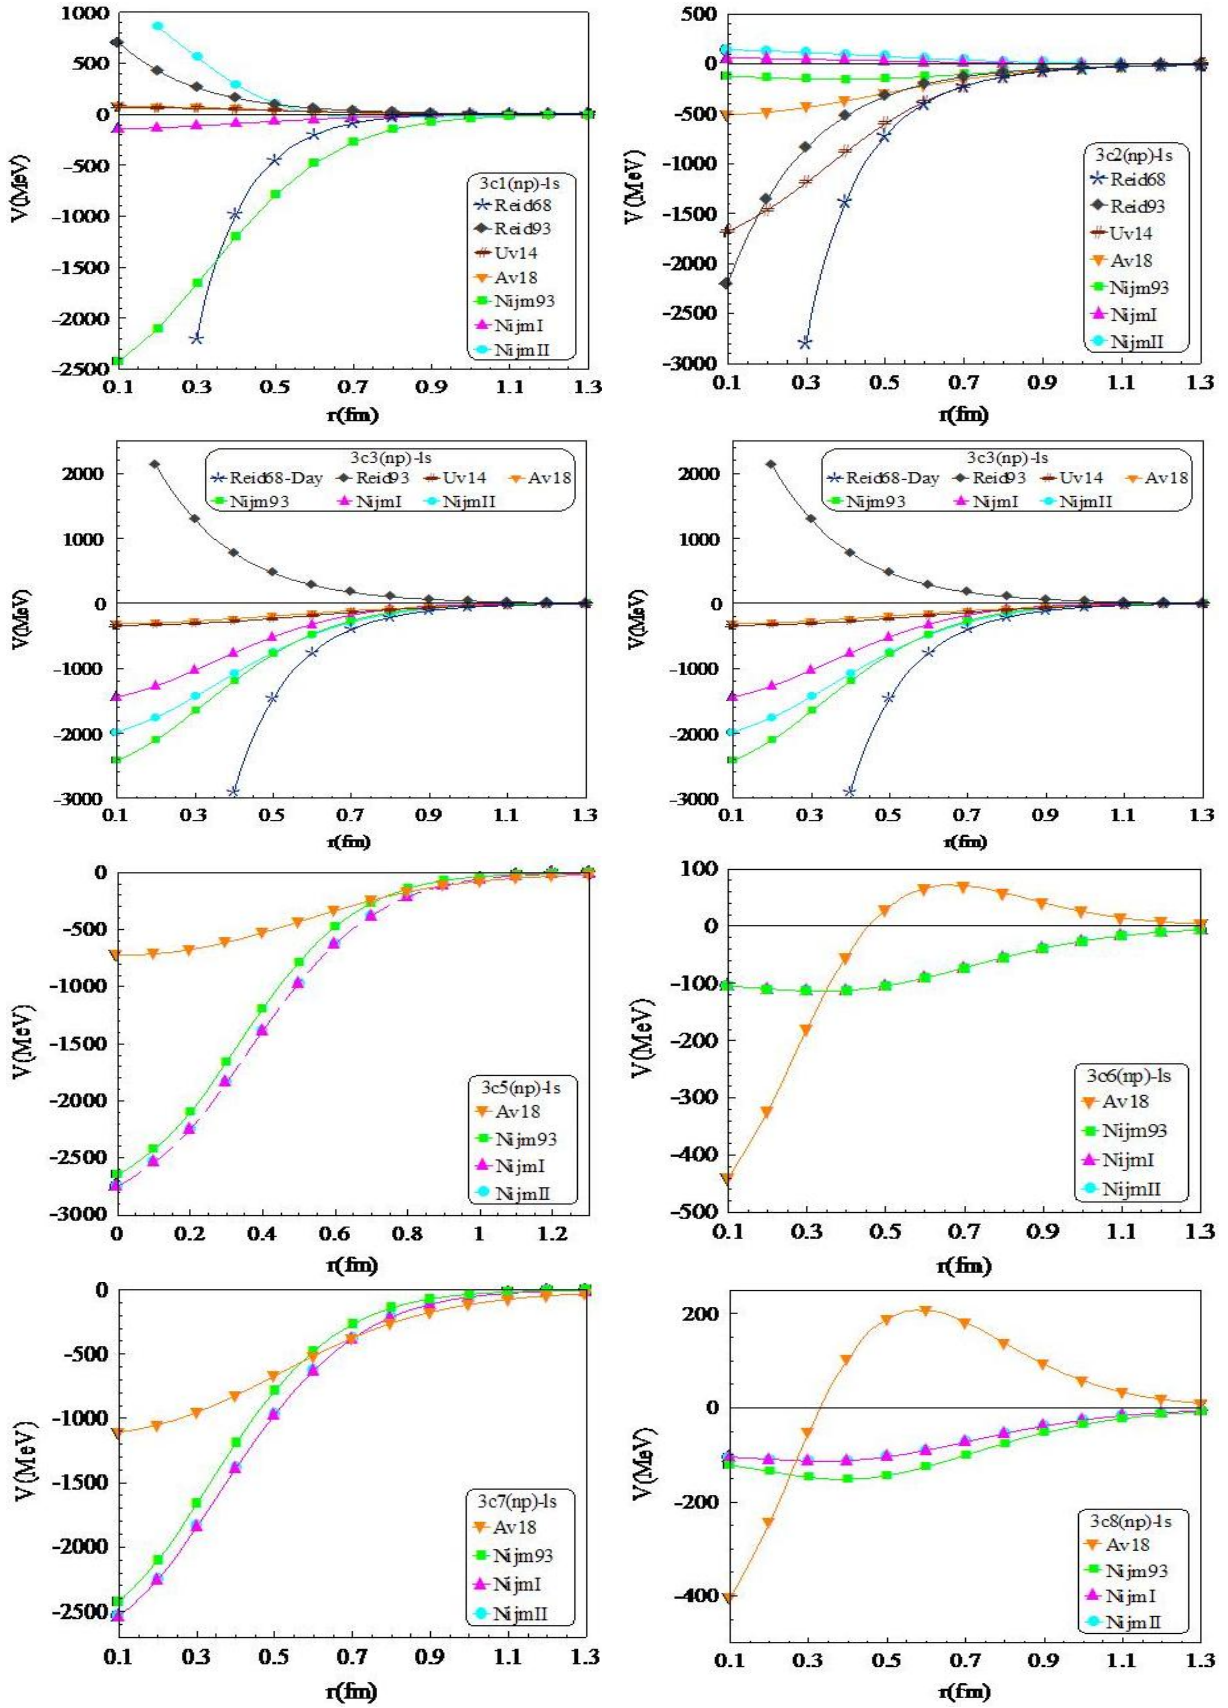 1000
500
0
-500
-1000
-1500
-2000
-2500
V(MeV)
3c1(np)-ls
Reid68
Reid93
Uv14
Av18
Nijm93
NijmI
NijmII
0.1 0.3 0.5 0.7 0.9 1.1 1.3
r(fm)
500
0
-500
-1000
-1500
-2000
-2500
-3000
V(MeV)
3c2(np)-ls
Reid68
Reid93
Uv14
Av18
Nijm93
NijmI
NijmII
0.1 0.3 0.5 0.7 0.9 1.1 1.3
r(fm)
2000
1000
0
-1000
-2000
-3000
V(MeV)
3c3(np)-ls
Reid68-Day Reid93 Uv14 Av18
Nijm93 NijmI NijmII
0.1 0.3 0.5 0.7 0.9 1.1 1.3
r(fm)
2000
1000
0
-1000
-2000
-3000
V(MeV)
3c3(np)-ls
Reid68-Day Reid93 Uv14 Av18
Nijm93 NijmI NijmII
0.1 0.3 0.5 0.7 0.9 1.1 1.3
r(fm)
0
-500
-1000
-1500
-2000
-2500
-3000
V(MeV)
3c5(np)-ls
Av18
Nijm93
NijmI
NijmII
0 0.2 0.4 0.6 0.8 1 1.2
r(fm)
100
0
-100
-200
-300
-400
-500
V(MeV)
3c6(np)-ls
Av18
Nijm93
NijmI
NijmII
0.1 0.3 0.5 0.7 0.9 1.1 1.3
r(fm)
0
-500
-1000
-1500
-2000
-2500
V(MeV)
3c7(np)-ls
Av18
Nijm93
NijmI
NijmII
0.1 0.3 0.5 0.7 0.9 1.1 1.3
r(fm)
200
0
-200
-400
V(MeV)
3c8(np)-ls
Av18
Nijm93
NijmI
NijmII
0.1 0.3 0.5 0.7 0.9 1.1 1.3
r(fm)